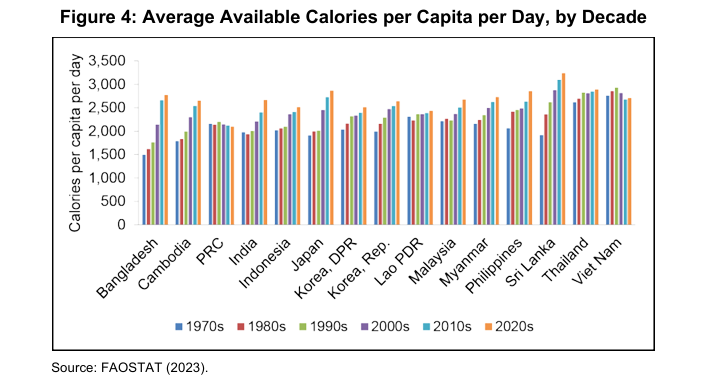 Figure 4: Average Available Calories per Capita per Day, by Decade
Calories per capita per day
3,500
3,000
2,500
2,000
1,500
1,000
500
0
Bangladesh
Cambodia
PRC
India
Indonesia
Japan
Korea, DPR
Korea, Rep.
Lao PDR
Malaysia
Myanmar
Philippines
Sri Lanka
Thailand
Viet Nam
1970s 1980s 1990s 2000s 2010s 2020s
Source: FAOSTAT (2023).